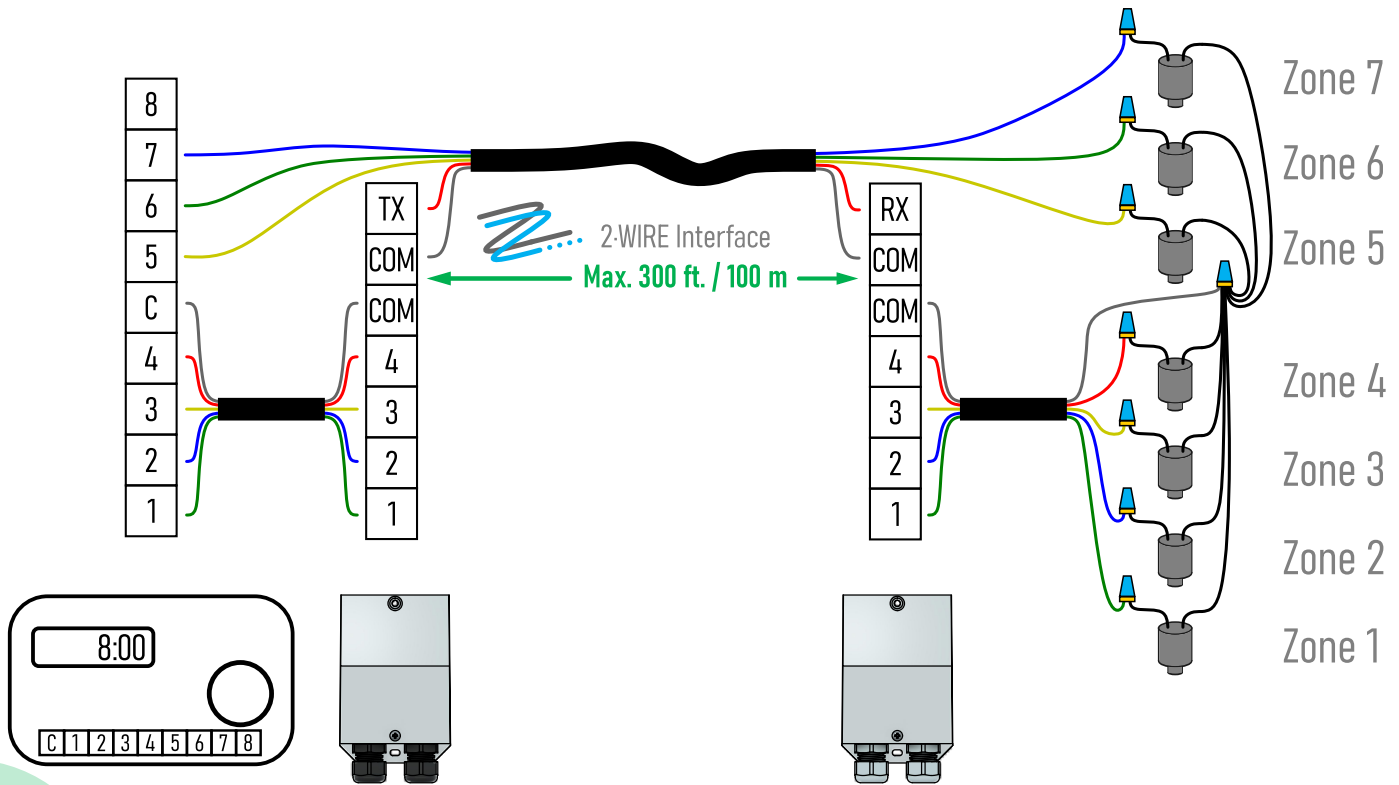 8
7
6
5
C
4
3
2
1
TX
COM
COM
4
3
2
1
2-WIRE Interface
Max. 300 ft. / 100 m
RX
COM
COM
4
3
2
1
Zone 7
Zone 6
Zone 5
Zone 4
Zone 3
Zone 2
Zone 1
8:00
C 1 2 3 4 5 6 7 8